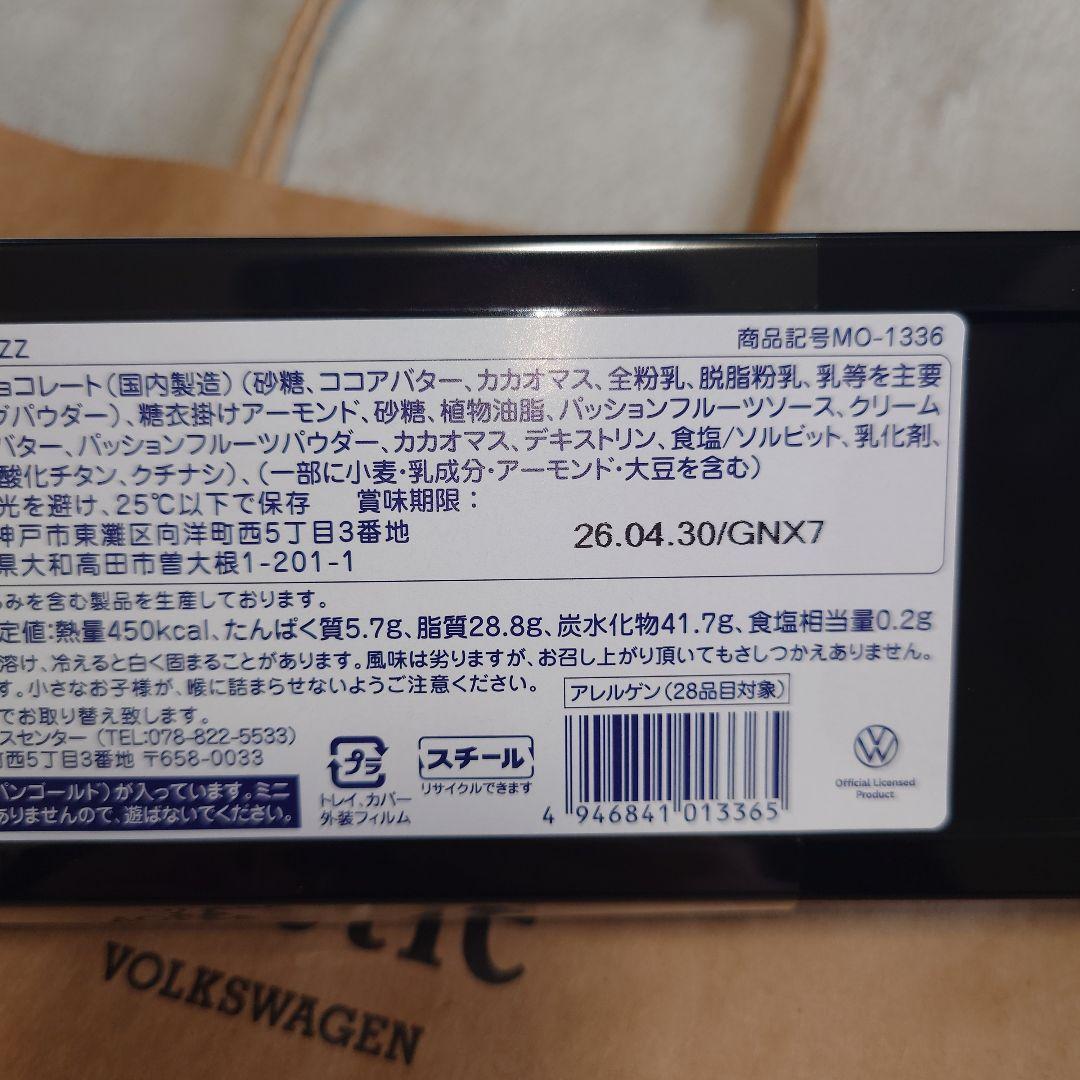 ZZ
商品記号MO-1336
ョコレート(国内製造)(砂糖、ココアバター、カカオマス、全粉乳、脱脂粉乳、乳等を主要
グパウダー)、糖衣掛けアーモンド、砂糖、植物油脂、パッションフルーツソース、クリーム
バター、パッションフルーツパウダー、カカオマス、デキストリン、食塩/ソルビット、乳化剤、
酸化チタン、クチナシ)、(一部に小麦・乳成分・アーモンド・大豆を含む)
光を避け、25℃以下で保存 賞味期限:
神戸市東灘区向洋町西5丁目3番地
26.04.30/GNX7
県大和高田市曽大根1-201-1
るみを含む製品を生産しております。
定値:熱量450kcal、たんぱく質5.7g、脂質28.8g、炭水化物41.7g、食塩相当量0.2g
溶け、冷えると白く固まることがあります。風味は劣りますが、お召し上がり頂いてもさしつかえありません。
す。小さなお子様が、喉に詰まらせないようご注意ください。
アレルゲン(28品目対象)
でお取り替え致します。
スセンター (TEL:078-822-5533)
町西5丁目3番地 〒658-0033
バンゴールド)が入っています。ミニ
ありませんので、遊ばないでください。
プラ
トレイ、カバー
外装フィルム
スチール
リサイクルできます
4 946841 013365
Official Licensed
Product
VOLKSWAGEN